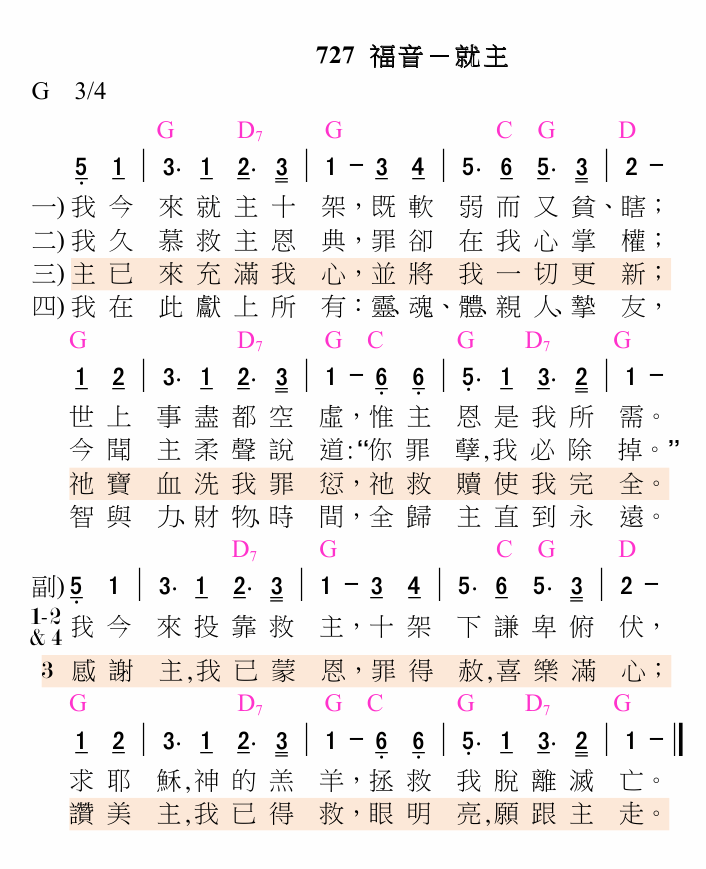 727 福音－就主
G 3/4
G D7 G C G D
5 1 | 3· 1 2· 3 | 1 － 3 4 | 5· 6 5· 3 | 2 －
一) 我今來就主十架，既軟弱而又貧、瞎；
二) 我久慕救主恩典，罪卻在我心掌權；
三) 主已來充滿我心，並將我一切更新；
四) 我在此獻上所有：靈、魂、體、親人、摯友，
G D7 G C G D7 G
1 2 | 3· 1 2· 3 | 1 － 6 6 | 5· 1 3· 2 | 1 －
世上事盡都空虛，惟主恩是我所需。
今聞主柔聲說道:“你罪孽,我必除掉。”
祂寶血洗我罪愆，祂救贖使我完全。
智與力、財物、時間，全歸主直到永遠。
D7 G C G D
副) 5 1 | 3· 1 2· 3 | 1 － 3 4 | 5· 6 5· 3 | 2 －
1-2 & 4 我今來投靠救主，十架下謙卑俯伏，
3 感謝主,我已蒙恩，罪得赦,喜樂滿心；
G D7 G C G D7 G
1 2 | 3· 1 2· 3 | 1 － 6 6 | 5· 1 3· 2 | 1 － ‖
求耶穌,神的羔羊，拯救我脫離滅亡。
讚美主,我已得救，眼明亮,願跟主走。